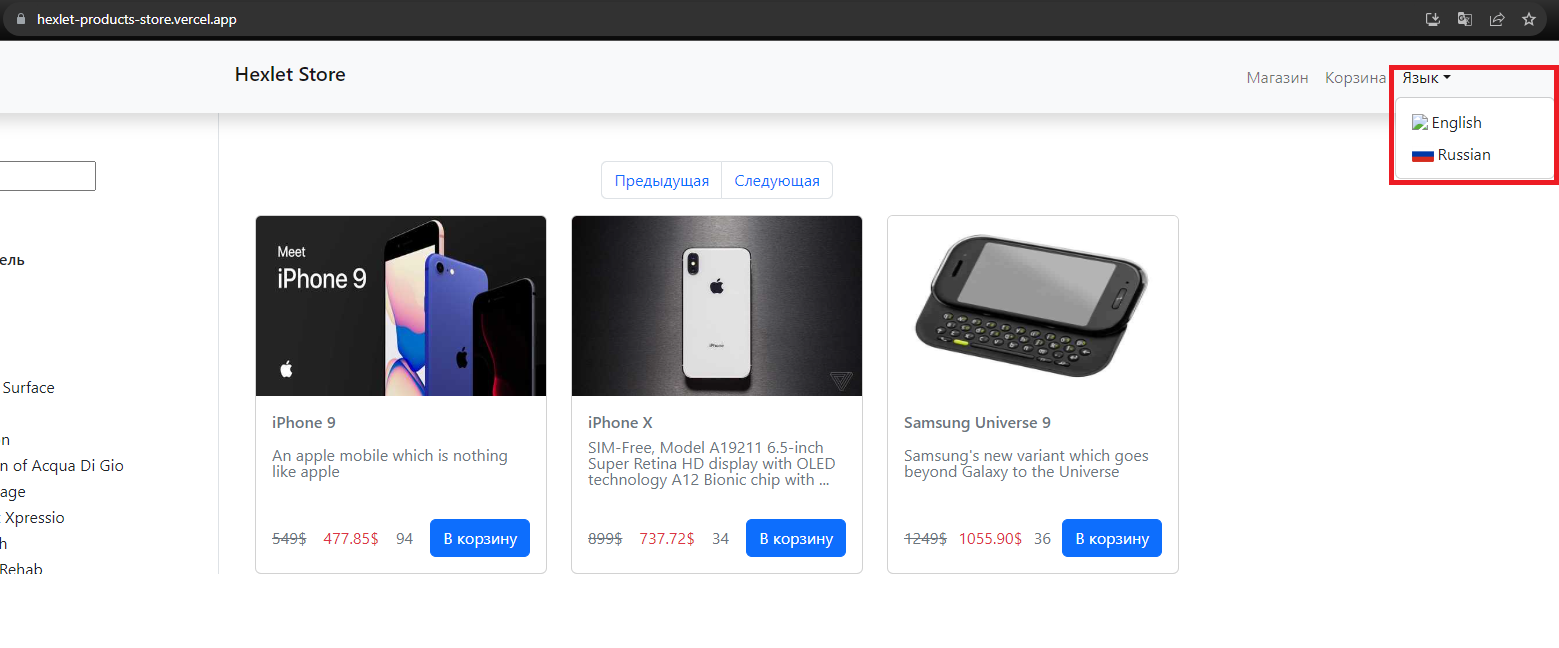 hexlet-products-store.vercel.app
Hexlet Store
Магазин Корзина Язык
English
Russian
Предыдущая Следующая
ель
Surface
n
n of Acqua Di Gio
age
Xpressio
h
Rehab
Meet
iPhone 9
iPhone 9
An apple mobile which is nothing
like apple
549$ 477.85$ 94 В корзину
iPhone
iPhone X
SIM-Free, Model A19211 6.5-inch
Super Retina HD display with OLED
technology A12 Bionic chip with ...
899$ 737.72$ 34 В корзину
Samsung Universe 9
Samsung's new variant which goes
beyond Galaxy to the Universe
1249$ 1055.90$ 36 В корзину